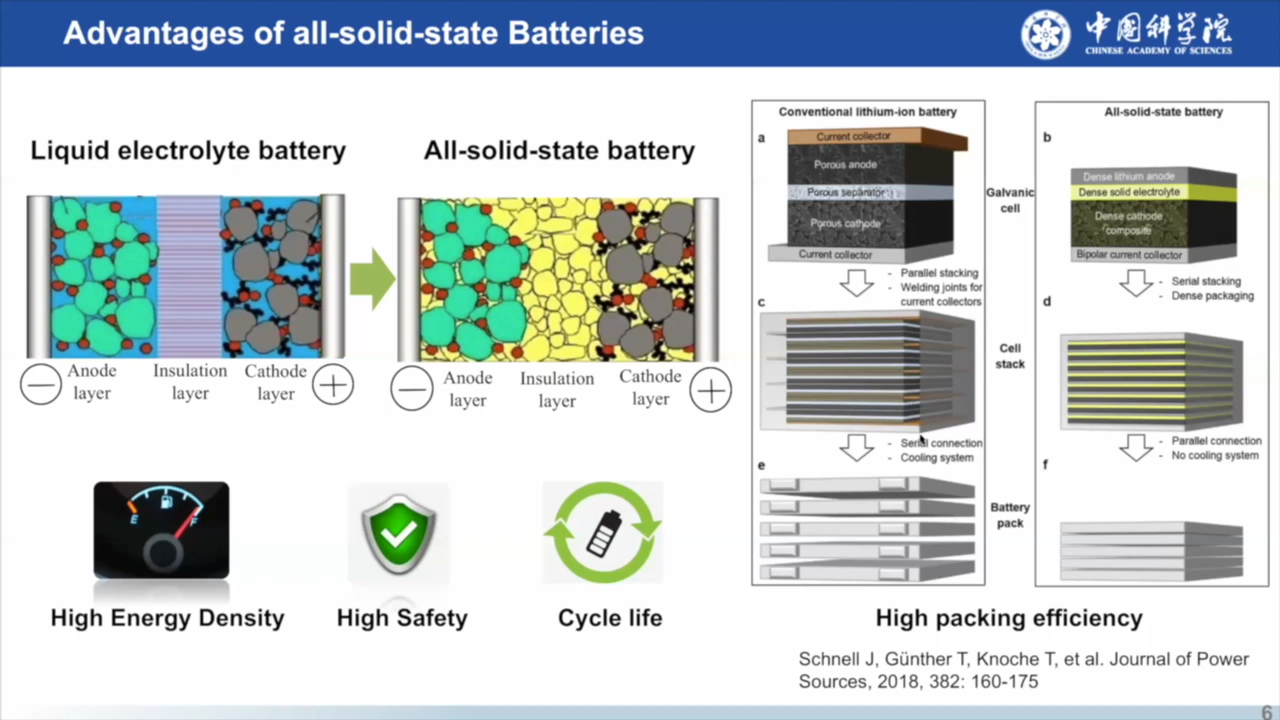 Advantages of all-solid-state Batteries
中国科学院
CHINESE ACADEMY OF SCIENCES
Liquid electrolyte battery
All-solid-state battery
Anode
layer
Insulation
layer
Cathode
layer
Anode
layer
Insulation
layer
Cathode
layer
E
F
High Energy Density
High Safety
Cycle life
Conventional lithium-ion battery
a
Current collector
Porous anode
Porous separator
Porous cathode
Current collector
- Parallel stacking
- Welding joints for
current collectors
c
- Serial connection
- Cooling system
e
Galvanic
cell
Cell
stack
Battery
pack
All-solid-state battery
b
Dense lithium anode
Dense solid electrolyte
Dense cathode
composite
Bipolar current collector
- Serial stacking
- Dense packaging
d
- Parallel connection
- No cooling system
f
High packing efficiency
Schnell J, Günther T, Knoche T, et al. Journal of Power
Sources, 2018, 382: 160-175
6